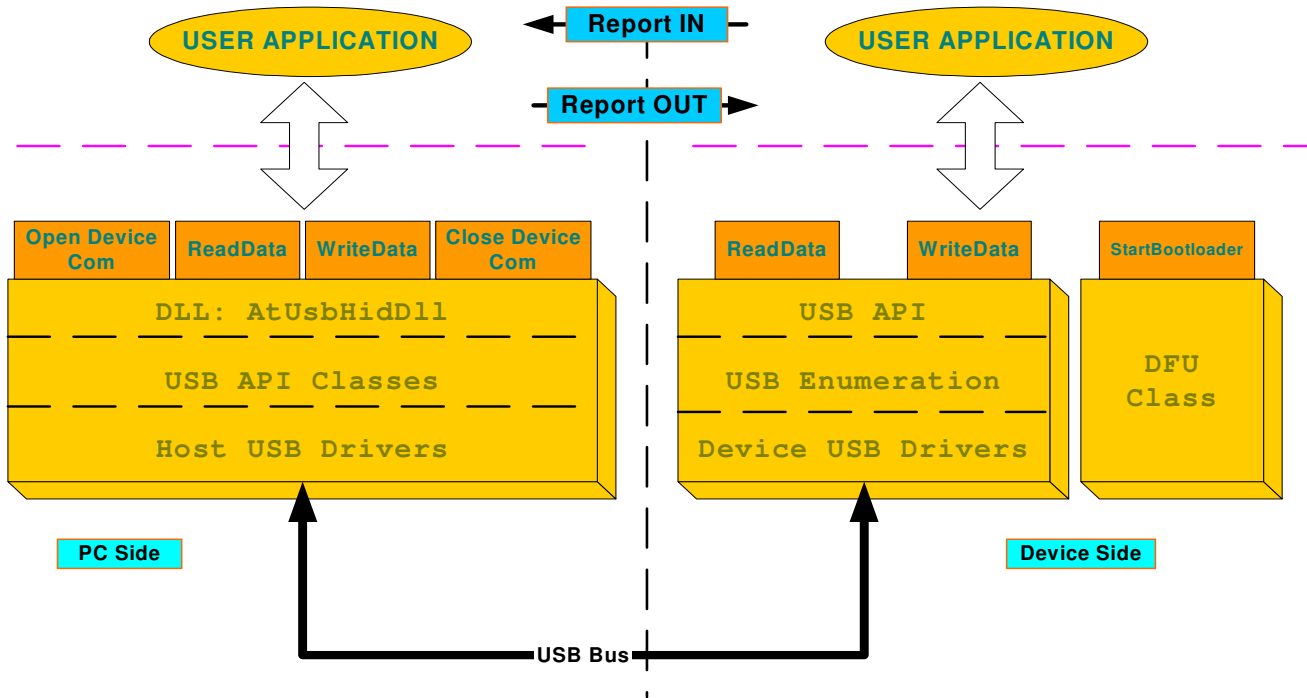 Report IN
USER APPLICATION
USER APPLICATION
Report OUT
Open Device
Com
ReadData
WriteData
Close Device
Com
ReadData
WriteData
StartBootloader
DLL: AtUsbHidDll
USB API Classes
Host USB Drivers
USB API
USB Enumeration
Device USB Drivers
DFU
Class
PC Side
Device Side
USB Bus